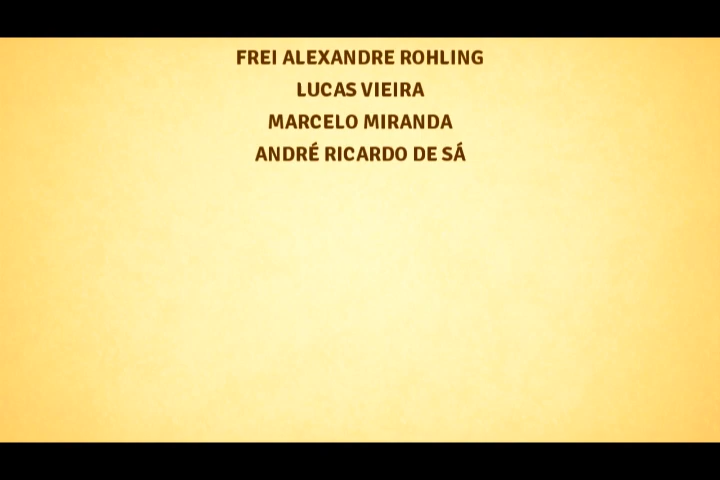 FREI ALEXANDRE ROHLING
LUCAS VIEIRA
MARCELO MIRANDA
ANDRÉ RICARDO DE SÁ